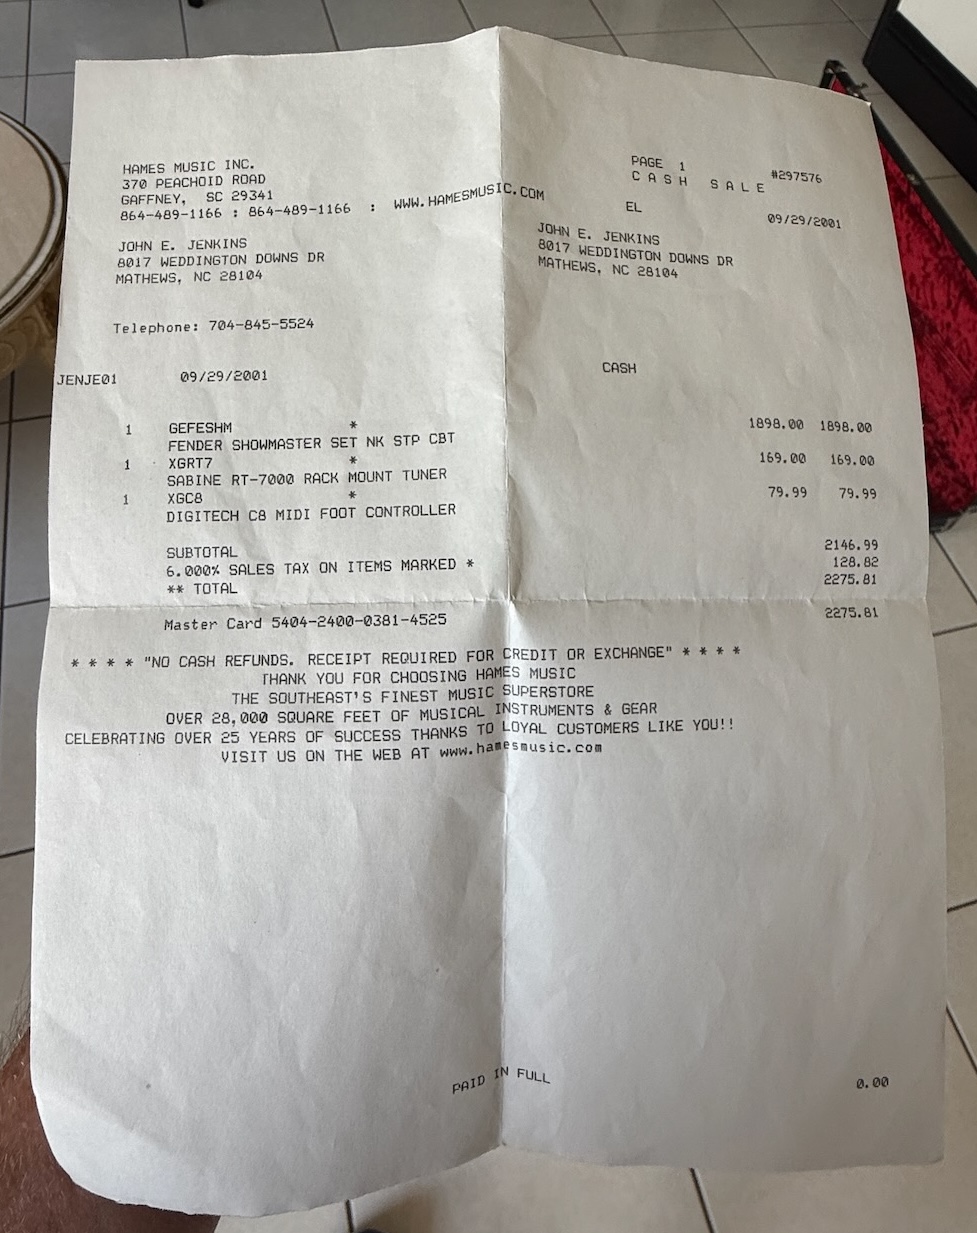 HAMES MUSIC INC.
370 PEACHOID ROAD
GAFFNEY, SC 29341
864-489-1166 : 864-489-1166 : WWW.HAMESMUSIC.COM
PAGE 1 #297576
CASH SALE
EL 09/29/2001
JOHN E. JENKINS
8017 WEDDINGTON DOWNS DR
MATHEWS, NC 28104
JOHN E. JENKINS
8017 WEDDINGTON DOWNS DR
MATHEWS, NC 28104
Telephone: 704-845-5524
JENJE01 09/29/2001 CASH
1 GEFESHM * 1898.00 1898.00
FENDER SHOWMASTER SET NK STP CBT
1 XGRT7 * 169.00 169.00
SABINE RT-7000 RACK MOUNT TUNER
1 XGC8 * 79.99 79.99
DIGITECH C8 MIDI FOOT CONTROLLER
SUBTOTAL 2146.99
6.000% SALES TAX ON ITEMS MARKED * 128.82
** TOTAL 2275.81
Master Card 5404-2400-0381-4525 2275.81
* * * * "NO CASH REFUNDS. RECEIPT REQUIRED FOR CREDIT OR EXCHANGE" * * * *
THANK YOU FOR CHOOSING HAMES MUSIC
THE SOUTHEAST'S FINEST MUSIC SUPERSTORE
OVER 28,000 SQUARE FEET OF MUSICAL INSTRUMENTS & GEAR
CELEBRATING OVER 25 YEARS OF SUCCESS THANKS TO LOYAL CUSTOMERS LIKE YOU!!
VISIT US ON THE WEB AT www.hamesmusic.com
PAID IN FULL 0.00